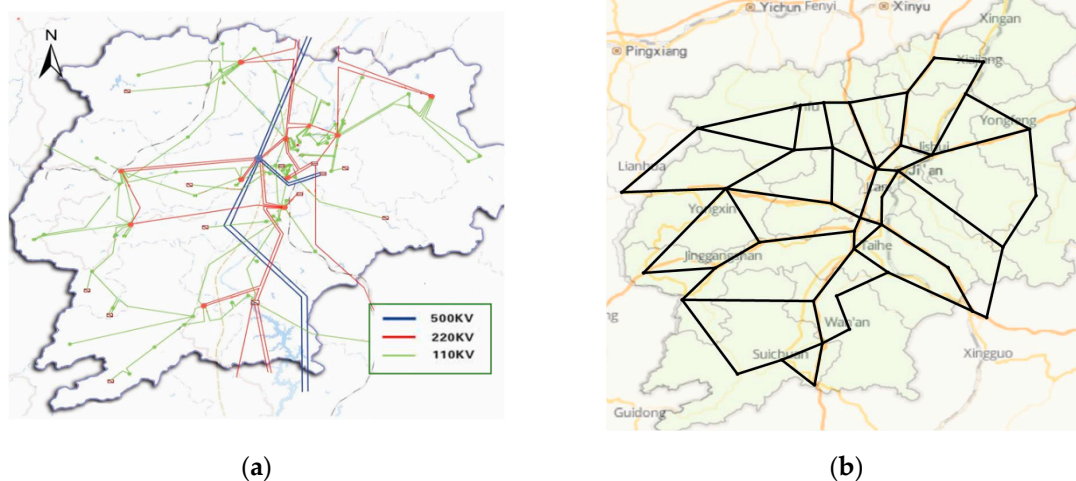 N
500KV
220KV
110KV
(a)
Yichun Fenyi
Xinyu
Xingan
Pingxiang
Xiajiang
Anfu
Yongfeng
Jishui
Lianhua
Ji'an
Yongxin
Taihe
Jinggangshan
ng
Wan'an
Suichuan
Xingguo
Guidong
(b)